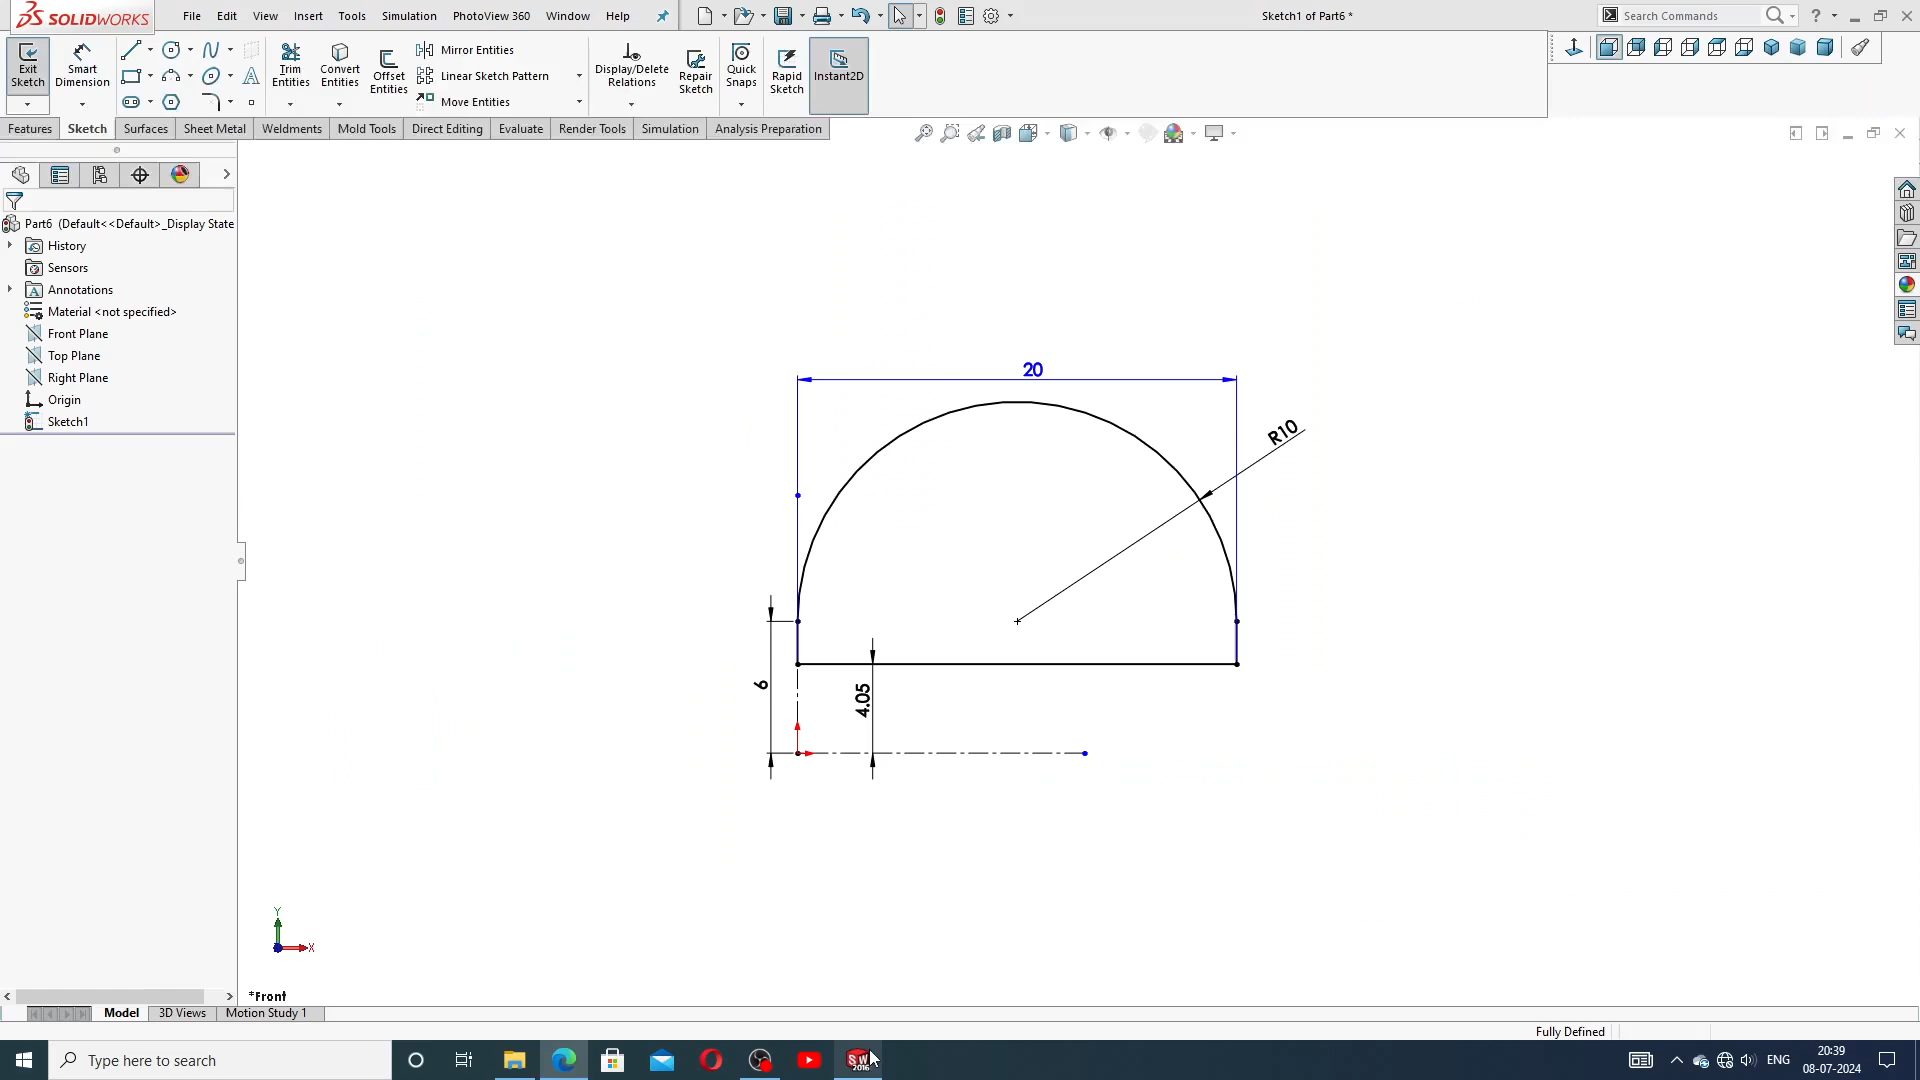 SOLIDWORKS File Edit View Insert Tools Simulation PhotoView 360 Window Help Sketch1 of Part6 * Search Commands ?
Exit Sketch
Smart Dimension
Trim Entities
Convert Entities
Offset Entities
Mirror Entities
Linear Sketch Pattern
Move Entities
Display/Delete Relations
Repair Sketch
Quick Snaps
Rapid Sketch
Instant2D
Features Sketch Surfaces Sheet Metal Weldments Mold Tools Direct Editing Evaluate Render Tools Simulation Analysis Preparation
Part6 (Default<<Default>_Display State
History
Sensors
Annotations
Material <not specified>
Front Plane
Top Plane
Right Plane
Origin
Sketch1
20
R10
6
4.05
Y
X
*Front
Model 3D Views Motion Study 1
Fully Defined
Type here to search
SW 2016
ENG
20:39
08-07-2024